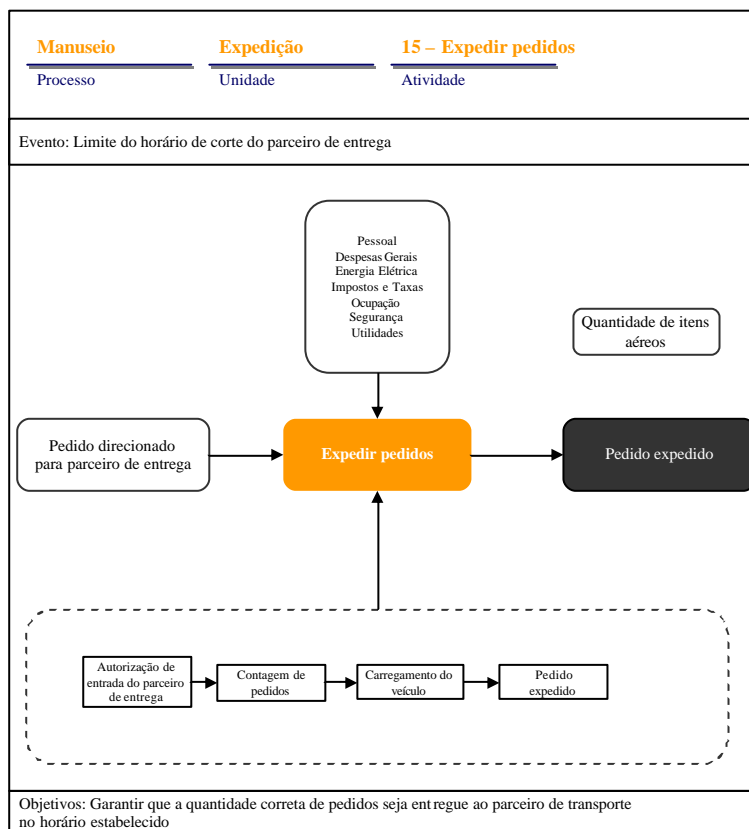 Manuseio
Expedição
15 – Expedir pedidos
Processo
Unidade
Atividade
Evento: Limite do horário de corte do parceiro de entrega
Pessoal
Despesas Gerais
Energia Elétrica
Impostos e Taxas
Ocupação
Segurança
Utilidades
Quantidade de itens
aéreos
Pedido direcionado
para parceiro de entrega
Expedir pedidos
Pedido expedido
Autorização de
entrada do parceiro
de entrega
Contagem de
pedidos
Carregamento do
veículo
Pedido
expedido
Objetivos: Garantir que a quantidade correta de pedidos seja entregue ao parceiro de transporte
no horário estabelecido